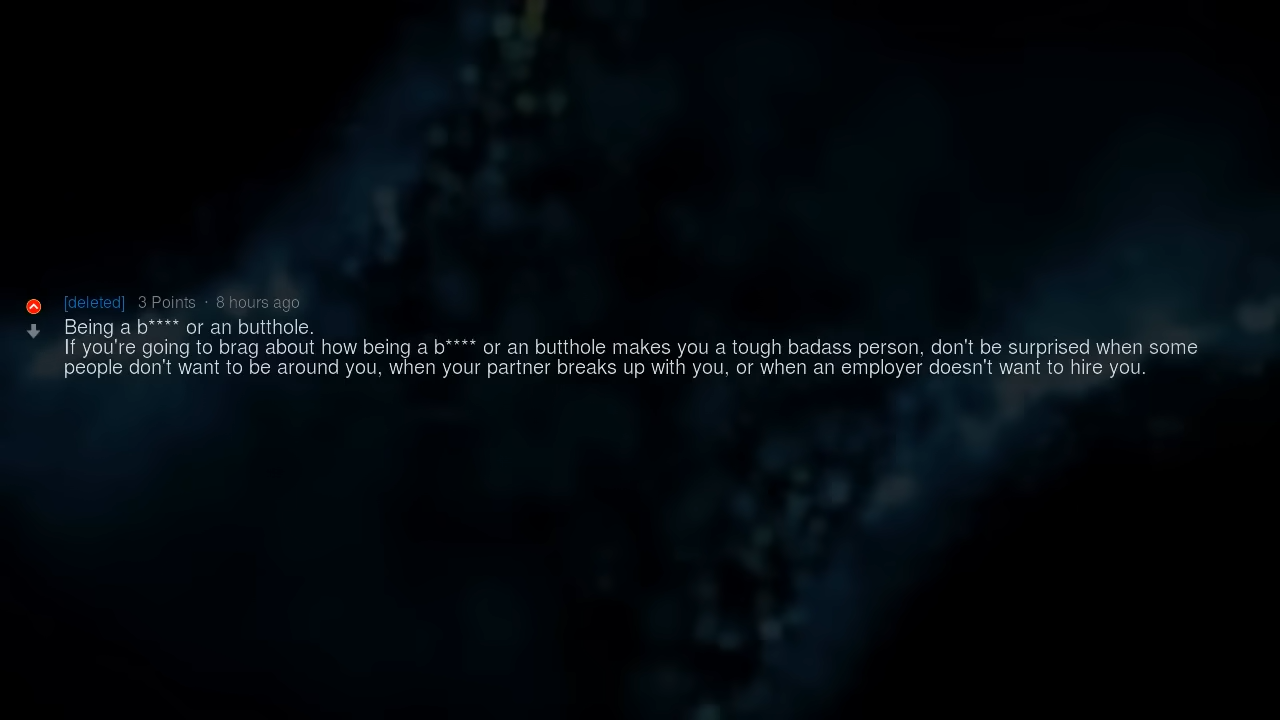 [deleted] 3 Points · 8 hours ago
Being a b**** or an butthole.
If you're going to brag about how being a b**** or an butthole makes you a tough badass person, don't be surprised when some
people don't want to be around you, when your partner breaks up with you, or when an employer doesn't want to hire you.